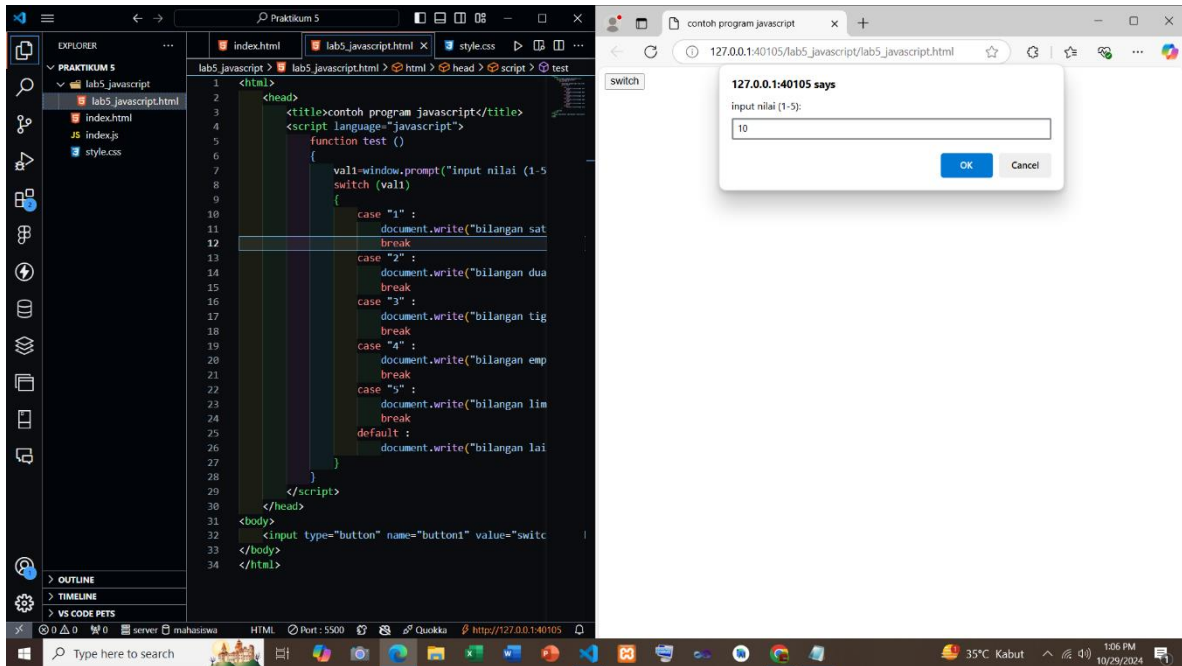 Praktikum 5
EXPLORER
index.html
lab5_javascript.html
style.css
PRAKTIKUM 5
lab5_javascript
lab5_javascript.html
index.html
JS index.js
style.css
lab5_javascript > lab5_javascript.html > html > head > script > test
1 <html>
2 <head>
3 <title>contoh program javascript</title>
4 <script language="javascript">
5 function test ()
6 {
7 val1=window.prompt("input nilai (1-5
8 switch (val1)
9 {
10 case "1" :
11 document.write("bilangan sat
12 break
13 case "2" :
14 document.write("bilangan dua
15 break
16 case "3" :
17 document.write("bilangan tig
18 break
19 case "4" :
20 document.write("bilangan emp
21 break
22 case "5" :
23 document.write("bilangan lim
24 break
25 default :
26 document.write("bilangan lai
27 }
28 }
29 </script>
30 </head>
31 <body>
32 <input type="button" name="button1" value="switc
33 </body>
34 </html>
OUTLINE
TIMELINE
VS CODE PETS
0 0 0 server mahasiswa HTML Port : 5500 Quokka http://127.0.0.1:40105
contoh program javascript
127.0.0.1:40105/lab5_javascript/lab5_javascript.html
switch
127.0.0.1:40105 says
input nilai (1-5):
10
OK Cancel
Type here to search
35°C Kabut
1:06 PM
10/29/2024